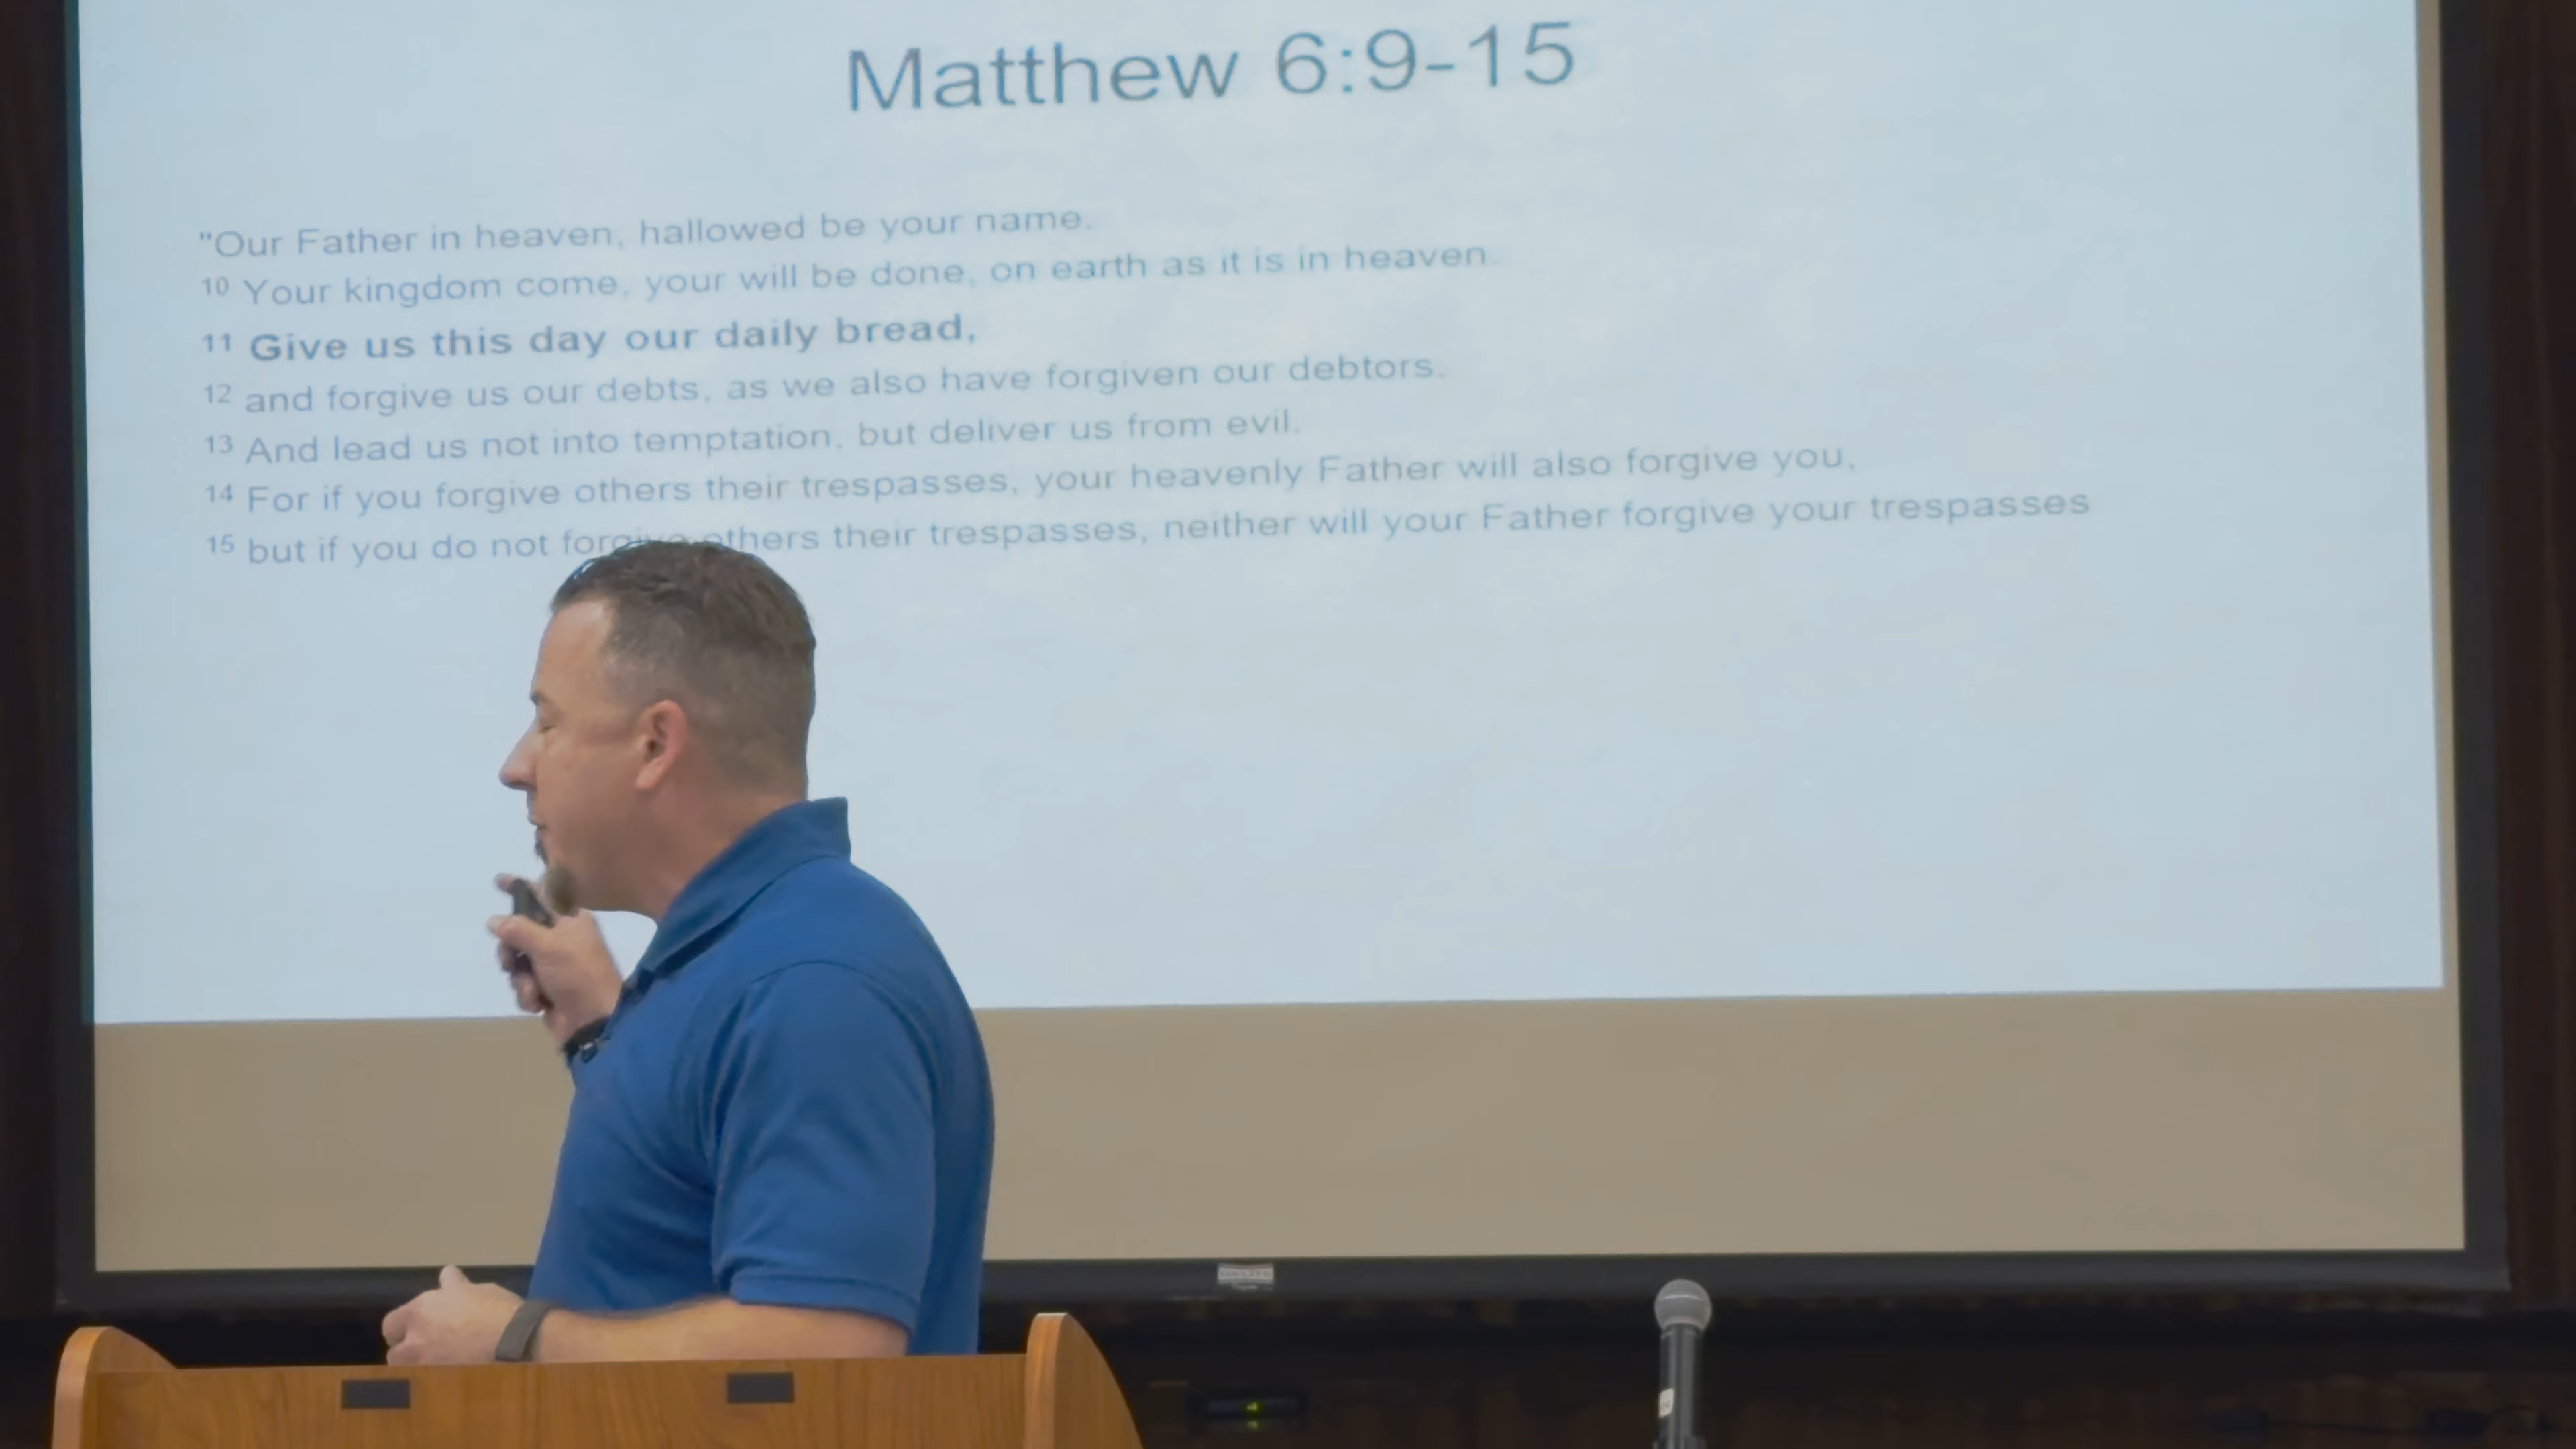 Matthew 6:9-15
"Our Father in heaven, hallowed be your name.
10 Your kingdom come, your will be done, on earth as it is in heaven.
11 Give us this day our daily bread,
12 and forgive us our debts, as we also have forgiven our debtors.
13 And lead us not into temptation, but deliver us from evil.
14 For if you forgive others their trespasses, your heavenly Father will also forgive you,
15 but if you do not forgive others their trespasses, neither will your Father forgive your trespasses